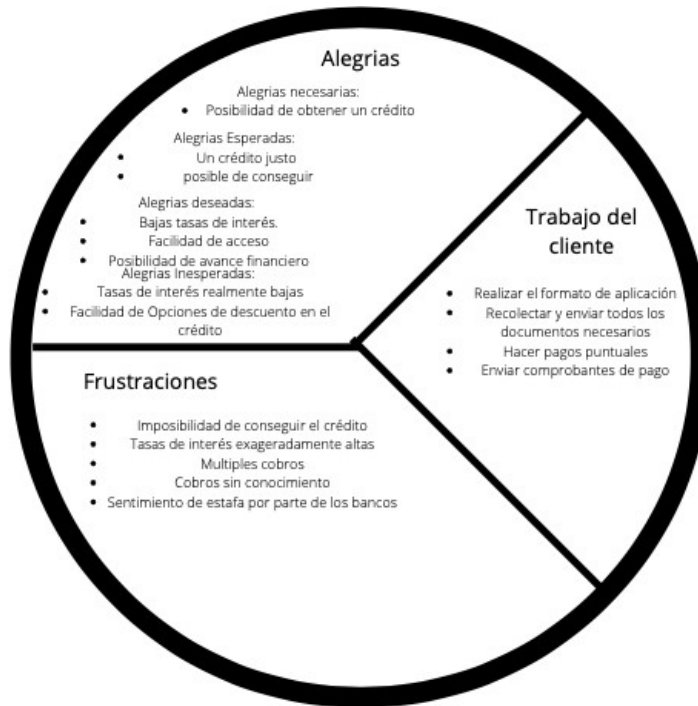 Alegrias
Alegrias necesarias:
• Posibilidad de obtener un crédito
Alegrias Esperadas:
• Un crédito justo
• posible de conseguir
Alegrias deseadas:
• Bajas tasas de interés.
• Facilidad de acceso
• Posibilidad de avance financiero
Alegrias Inesperadas:
• Tasas de interés realmente bajas
• Facilidad de Opciones de descuento en el
crédito
Trabajo del
cliente
• Realizar el formato de aplicación
• Recolectar y enviar todos los
documentos necesarios
• Hacer pagos puntuales
• Enviar comprobantes de pago
Frustraciones
• Imposibilidad de conseguir el crédito
• Tasas de interés exageradamente altas
• Multiples cobros
• Cobros sin conocimiento
• Sentimiento de estafa por parte de los bancos